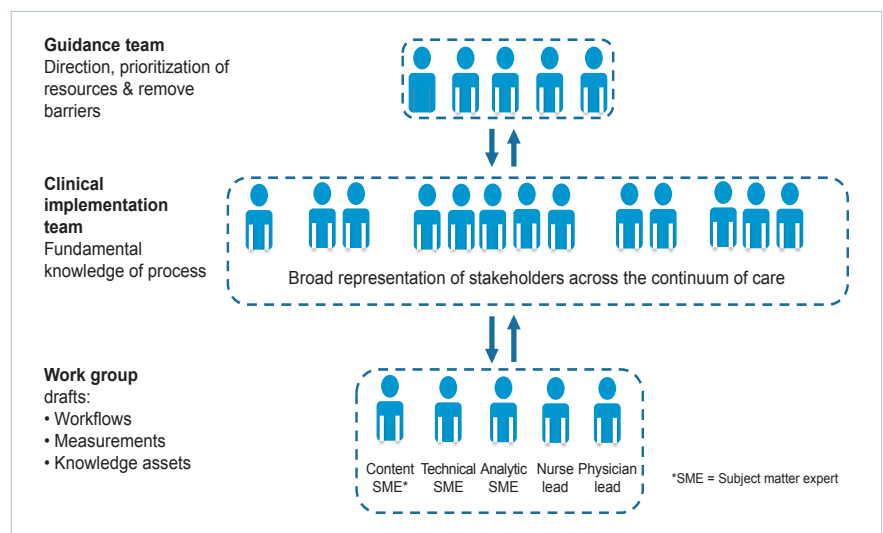 Guidance team
Direction, prioritization of
resources & remove
barriers
Clinical
implementation
team
Fundamental
knowledge of process
Broad representation of stakeholders across the continuum of care
Work group
drafts:
• Workflows
• Measurements
• Knowledge assets
Content Technical Analytic Nurse Physician
SME* SME SME lead lead
*SME = Subject matter expert